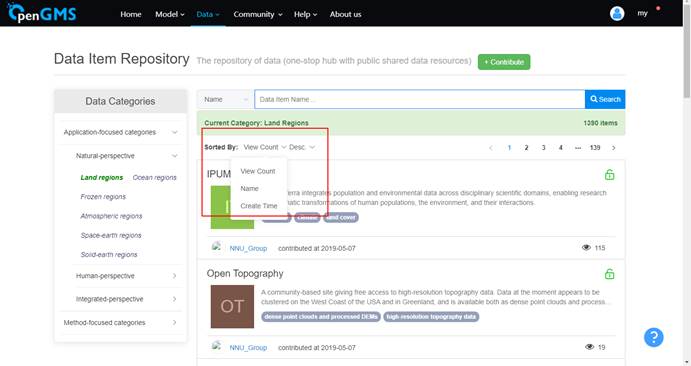 OpenGMS Home Model Data Community Help About us my
Data Item Repository The repository of data (one-stop hub with public shared data resources) + Contribute
Data Categories
Name Data Item Name... Search
Current Category: Land Regions 1390 items
Application-focused categories
Sorted By: View Count Desc. 1 2 3 4 ••• 139
Natural-perspective
Land regions Ocean regions
Frozen regions
Atmospheric regions
Space-earth regions
Soid-earth regions
Human-perspective
Integrated-perspective
Method-focused categories
View Count
Name
Create Time
IPUM
erra integrates population and environmental data across disciplinary scientific domains, enabling research
matic transformations of human populations, the environment, and their interactions.
land cover
NNU_Group contributed at 2019-05-07 115
Open Topography
OT
A community-based site giving free access to high-resolution topography data. Data at the moment appears to be
clustered on the West Coast of the USA and in Greenland, and is available both as dense point clouds and process...
dense point clouds and processed DEMs high-resolution topography data
NNU_Group contributed at 2019-05-07 19
?